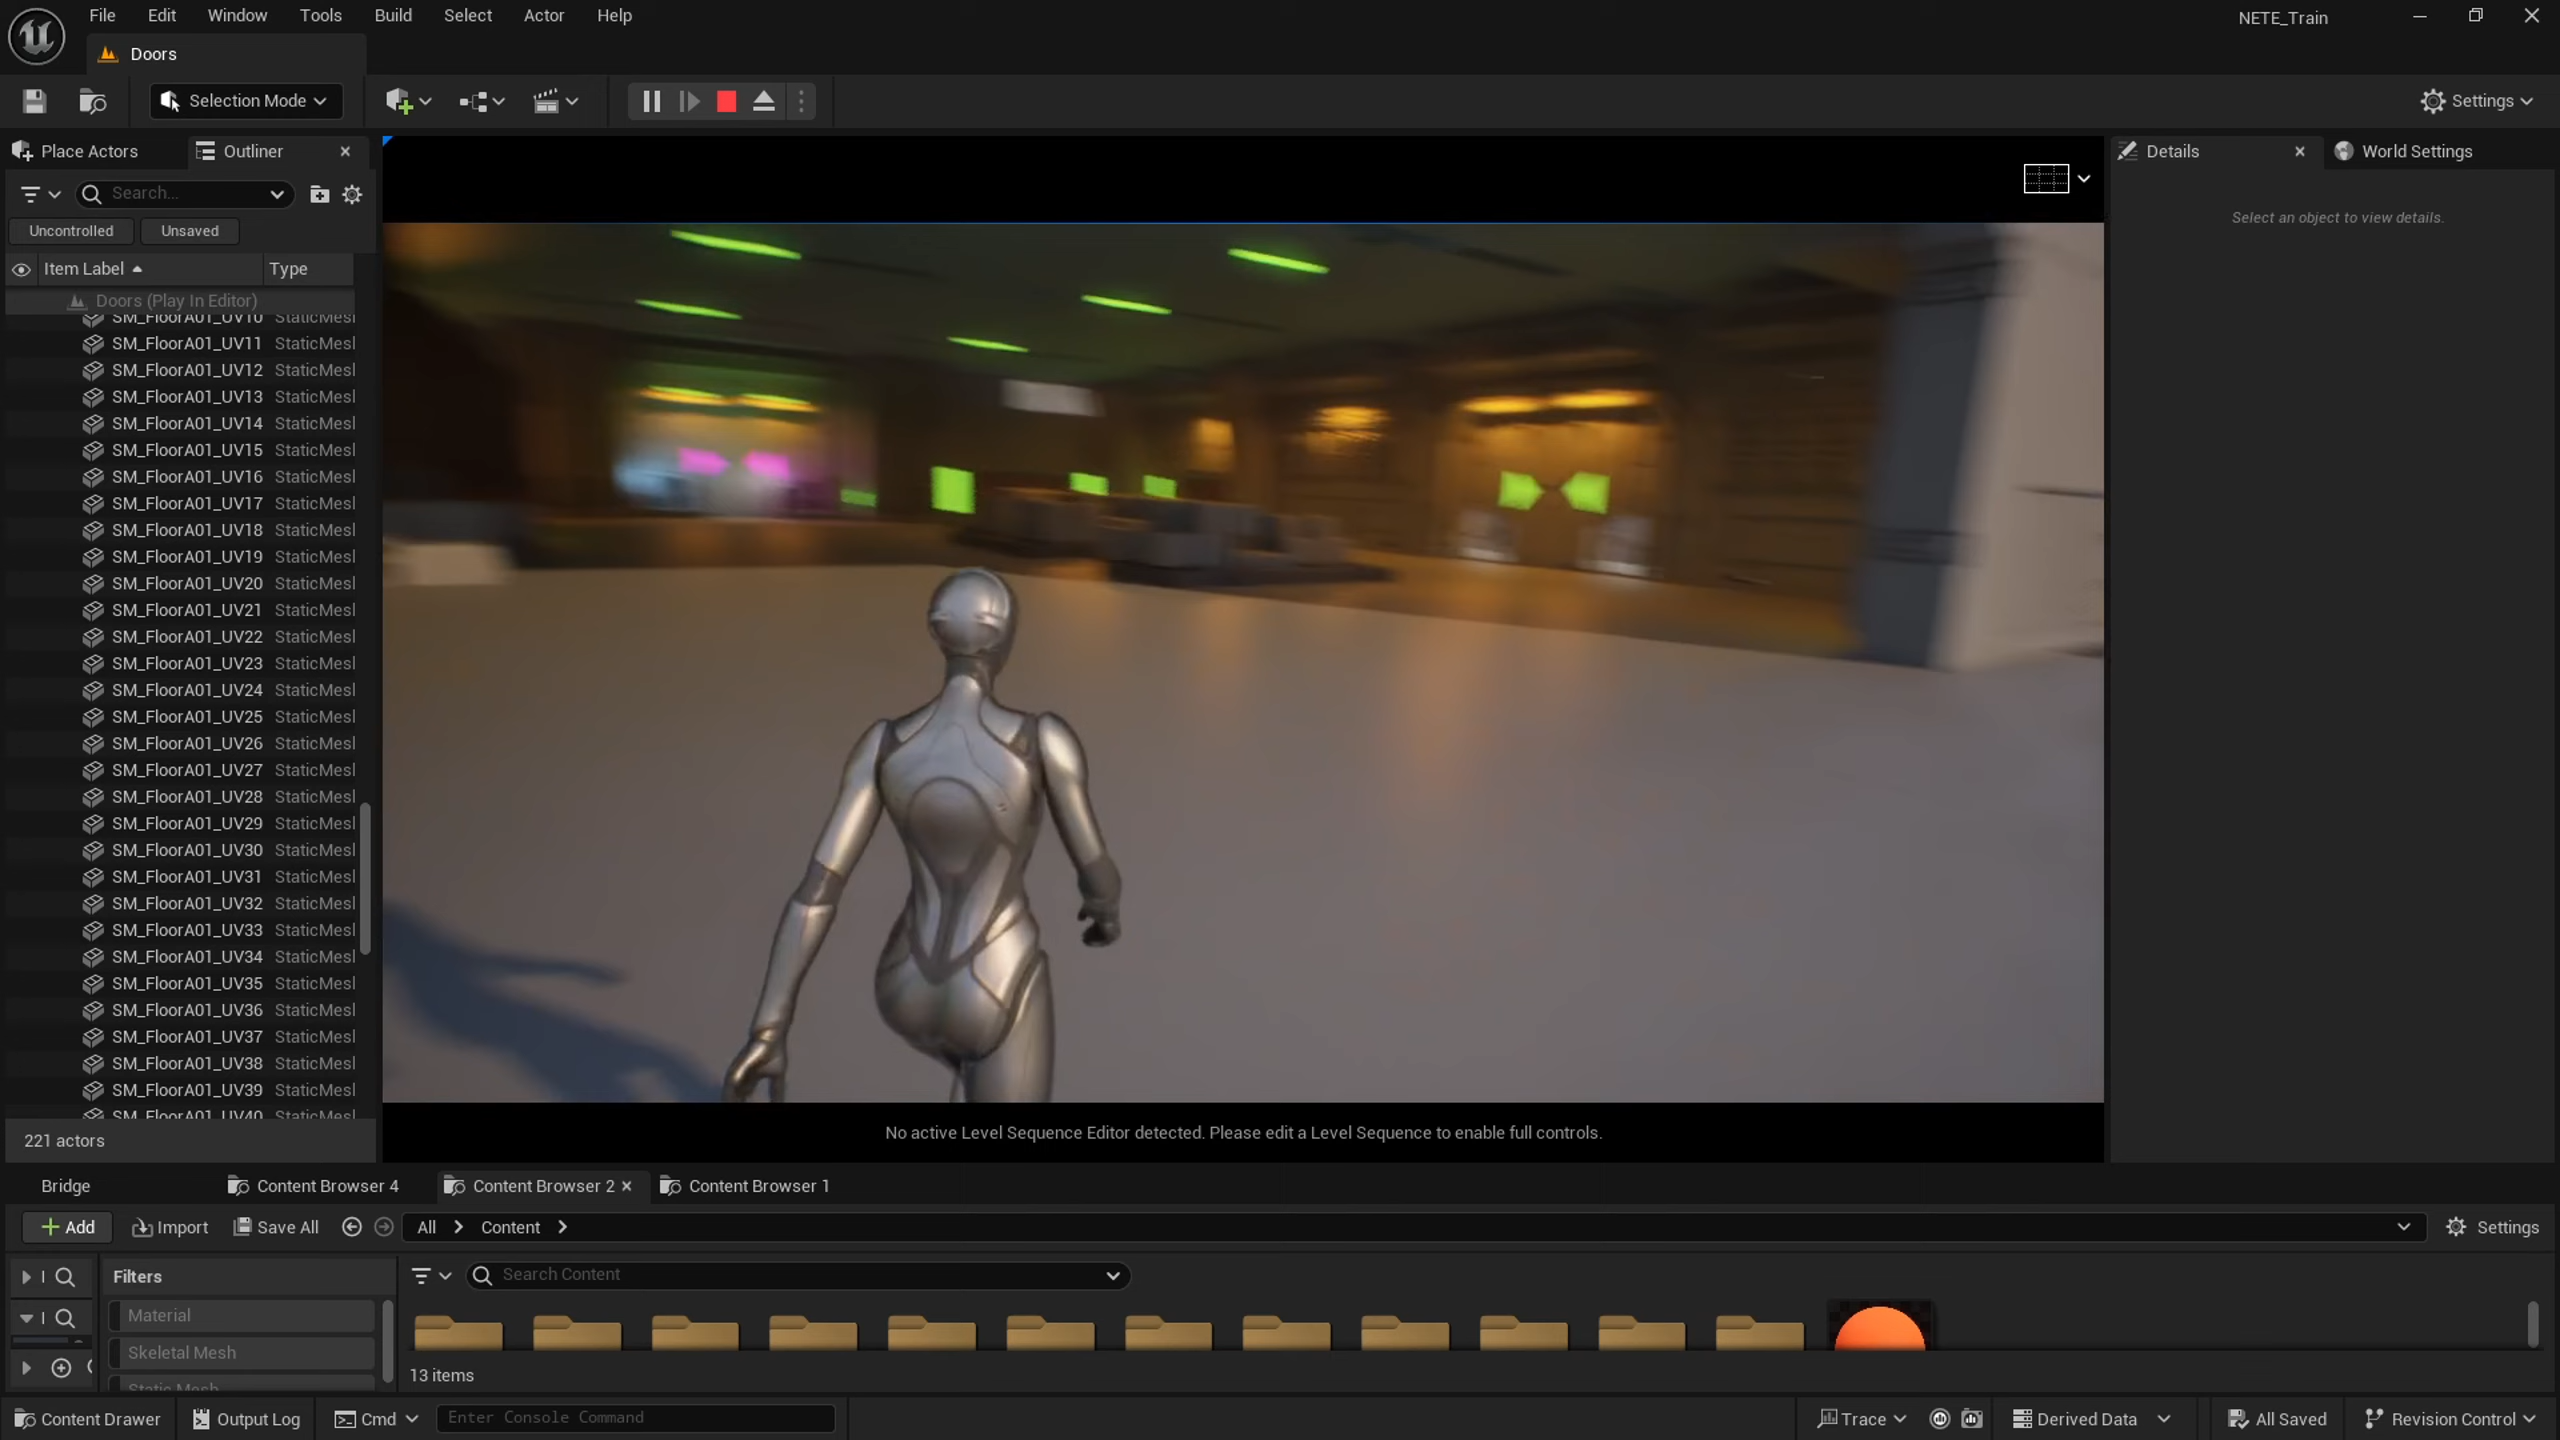 File Edit Window Tools Build Select Actor Help
NETE_Train
Doors
Selection Mode
Settings
Place Actors
Outliner
Details
World Settings
Search...
Select an object to view details.
Uncontrolled
Unsaved
Item Label
Type
Doors (Play In Editor)
SM_FloorA01_UV10 StaticMesl
SM_FloorA01_UV11 StaticMesl
SM_FloorA01_UV12 StaticMesl
SM_FloorA01_UV13 StaticMesl
SM_FloorA01_UV14 StaticMesl
SM_FloorA01_UV15 StaticMesl
SM_FloorA01_UV16 StaticMesl
SM_FloorA01_UV17 StaticMesl
SM_FloorA01_UV18 StaticMesl
SM_FloorA01_UV19 StaticMesl
SM_FloorA01_UV20 StaticMesl
SM_FloorA01_UV21 StaticMesl
SM_FloorA01_UV22 StaticMesl
SM_FloorA01_UV23 StaticMesl
SM_FloorA01_UV24 StaticMesl
SM_FloorA01_UV25 StaticMesl
SM_FloorA01_UV26 StaticMesl
SM_FloorA01_UV27 StaticMesl
SM_FloorA01_UV28 StaticMesl
SM_FloorA01_UV29 StaticMesl
SM_FloorA01_UV30 StaticMesl
SM_FloorA01_UV31 StaticMesl
SM_FloorA01_UV32 StaticMesl
SM_FloorA01_UV33 StaticMesl
SM_FloorA01_UV34 StaticMesl
SM_FloorA01_UV35 StaticMesl
SM_FloorA01_UV36 StaticMesl
SM_FloorA01_UV37 StaticMesl
SM_FloorA01_UV38 StaticMesl
SM_FloorA01_UV39 StaticMesl
SM_FloorA01_UV40 StaticMesl
221 actors
No active Level Sequence Editor detected. Please edit a Level Sequence to enable full controls.
Bridge
Content Browser 4
Content Browser 2
Content Browser 1
Add
Import
Save All
All
Content
Settings
Filters
Search Content
Material
Skeletal Mesh
Static Mesh
13 items
Content Drawer
Output Log
Cmd
Enter Console Command
Trace
Derived Data
All Saved
Revision Control